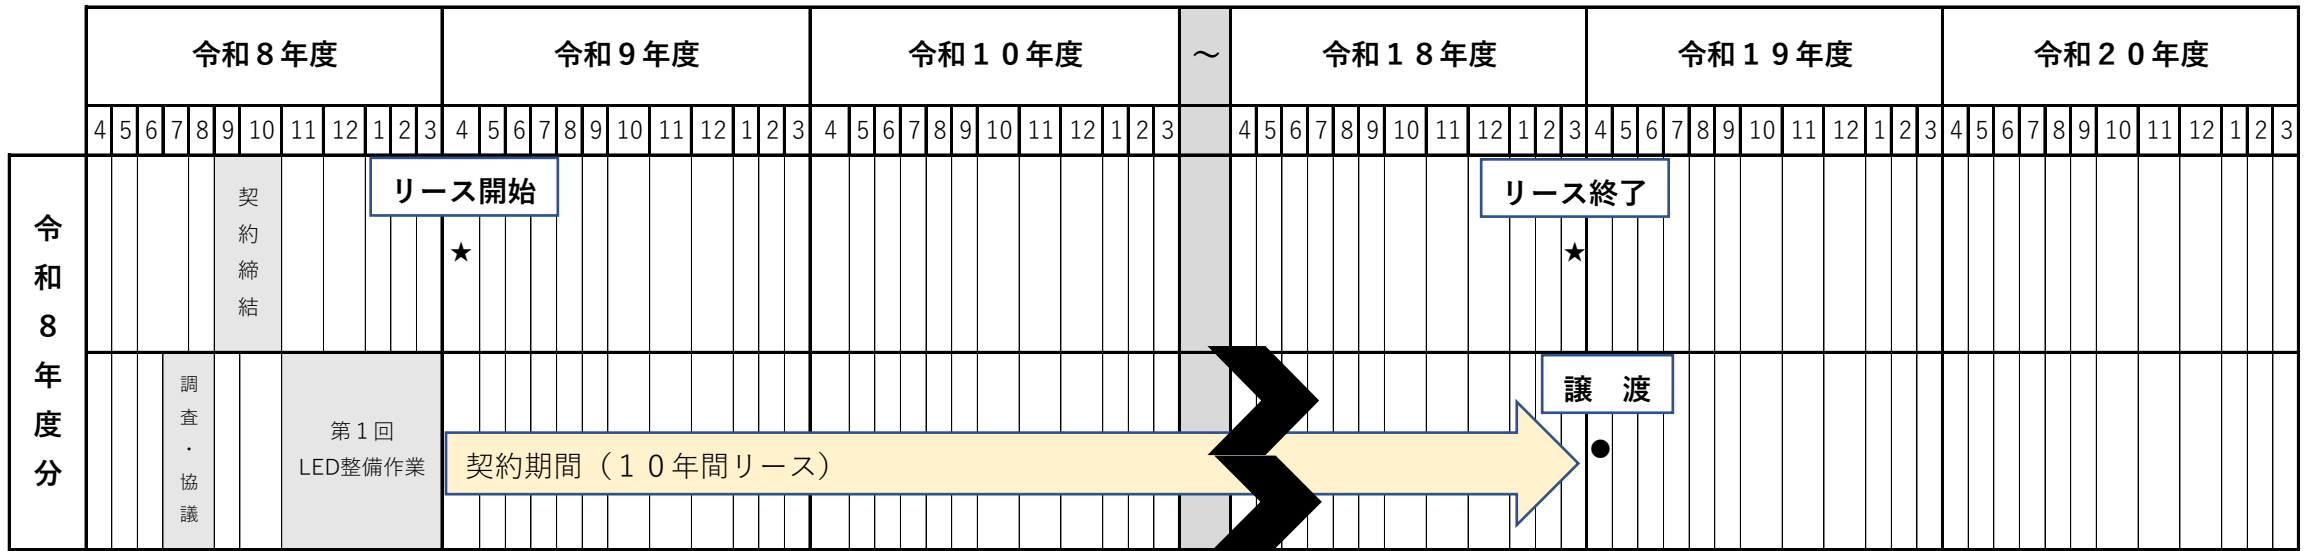 令和８年度 令和９年度 令和１０年度 ～ 令和１８年度 令和１９年度 令和２０年度
4 5 6 7 8 9 10 11 12 1 2 3 4 5 6 7 8 9 10 11 12 1 2 3 4 5 6 7 8 9 10 11 12 1 2 3 4 5 6 7 8 9 10 11 12 1 2 3 4 5 6 7 8 9 10 11 12 1 2 3 4 5 6 7 8 9 10 11 12 1 2 3
令和８年度分
契約締結
リース開始
★
リース終了
★
調査・協議
第１回
LED整備作業
契約期間（１０年間リース）
譲　渡
●